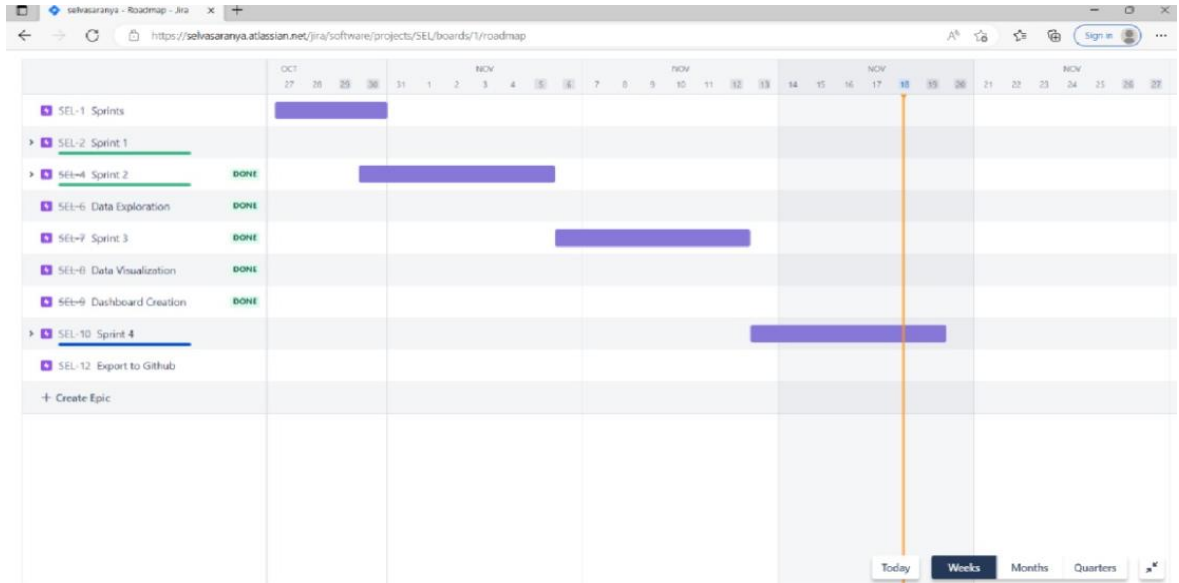 selvasaranya - Roadmap - Jira
https://selvasaranya.atlassian.net/jira/software/projects/SEL/boards/1/roadmap
Sign in
OCT NOV NOV NOV NOV
27 28 29 30 31 1 2 3 4 5 6 7 8 9 10 11 12 13 14 15 16 17 18 19 20 21 22 23 24 25 26 27
SEL-1 Sprints
SEL-2 Sprint 1
SEL-4 Sprint 2 DONE
SEL-6 Data Exploration DONE
SEL-7 Sprint 3 DONE
SEL-8 Data Visualization DONE
SEL-9 Dashboard Creation DONE
SEL-10 Sprint 4
SEL-12 Export to Github
+ Create Epic
Today Weeks Months Quarters